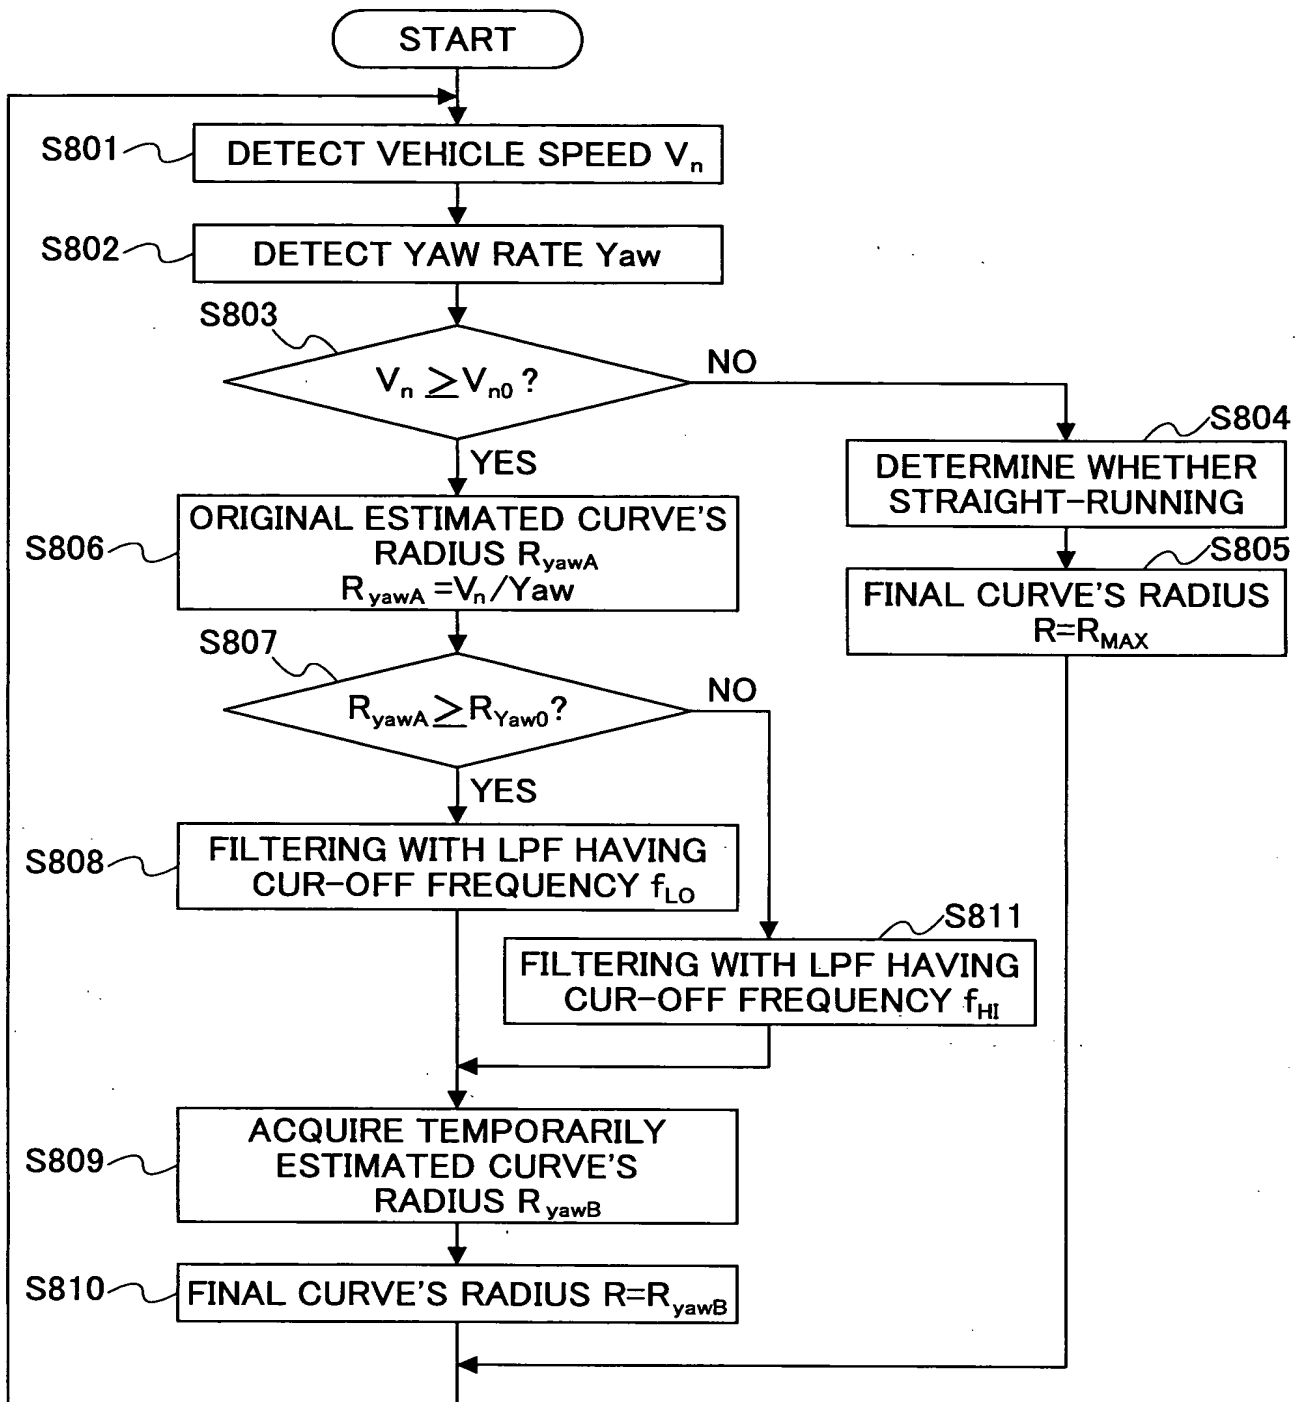 START
S801
DETECT VEHICLE SPEED Vn
S802
DETECT YAW RATE Yaw
S803
Vn ≥ Vn0 ?
NO
YES
S804
DETERMINE WHETHER
STRAIGHT-RUNNING
S805
FINAL CURVE'S RADIUS
R=RMAX
S806
ORIGINAL ESTIMATED CURVE'S
RADIUS RyawA
RyawA =Vn/Yaw
S807
RyawA ≥ RYaw0?
NO
YES
S808
FILTERING WITH LPF HAVING
CUR-OFF FREQUENCY fLO
S811
FILTERING WITH LPF HAVING
CUR-OFF FREQUENCY fHI
S809
ACQUIRE TEMPORARILY
ESTIMATED CURVE'S
RADIUS RyawB
S810
FINAL CURVE'S RADIUS R=RyawB